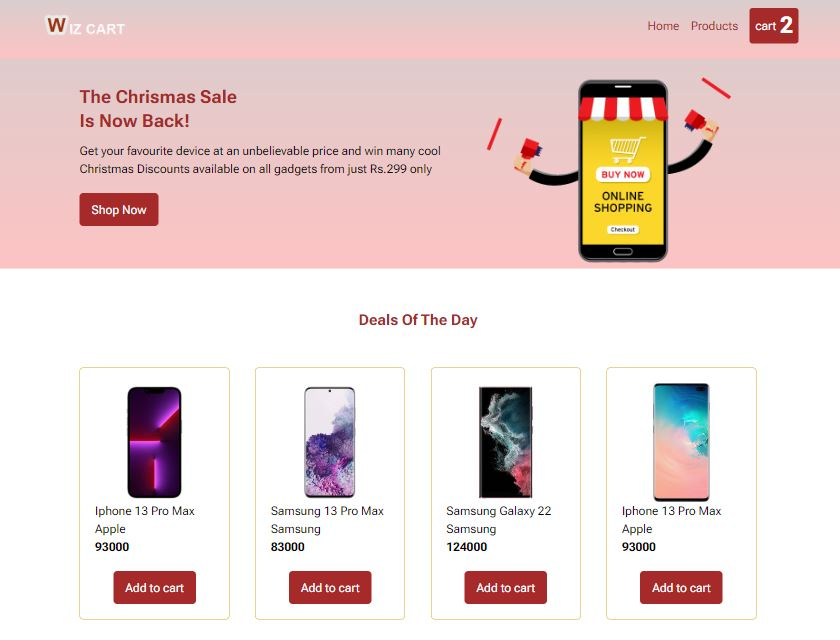 WIZ CART
Home Products cart 2
The Chrismas Sale
Is Now Back!
Get your favourite device at an unbelievable price and win many cool
Christmas Discounts available on all gadgets from just Rs.299 only
Shop Now
BUY NOW
ONLINE
SHOPPING
Checkout
Deals Of The Day
Iphone 13 Pro Max
Apple
93000
Add to cart
Samsung 13 Pro Max
Samsung
83000
Add to cart
Samsung Galaxy 22
Samsung
124000
Add to cart
Iphone 13 Pro Max
Apple
93000
Add to cart